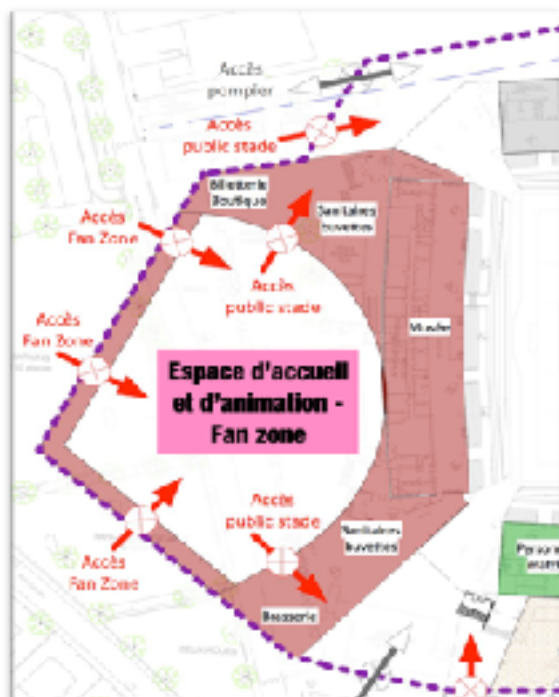 Accès
pompier
Accès
public stade
Billetterie
Boutique
Sanitaires
buvettes
Accès
Fan Zone
Accès
public stade
Accès
Fan Zone
Musée
Espace d'accueil
et d'animation -
Fan zone
Accès
public stade
Sanitaires
buvettes
Accès
Fan Zone
Brasserie